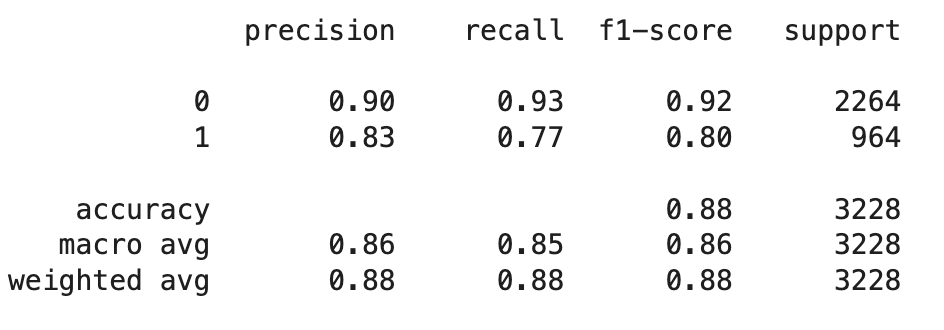 precision recall f1-score support
0 0.90 0.93 0.92 2264
1 0.83 0.77 0.80 964
accuracy 0.88 3228
macro avg 0.86 0.85 0.86 3228
weighted avg 0.88 0.88 0.88 3228